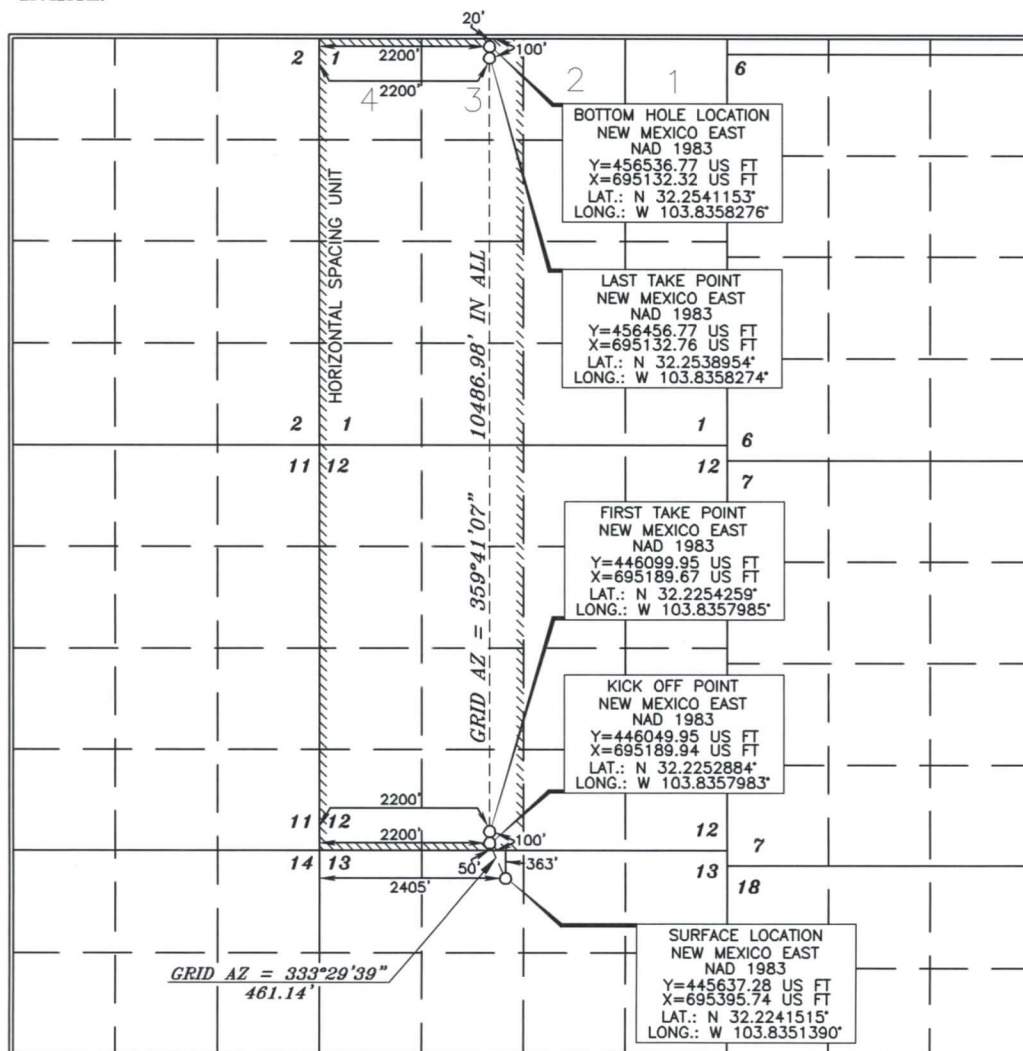 20'
2 1
2200'
100'
2200'
4 3 2 1
6
BOTTOM HOLE LOCATION
NEW MEXICO EAST
NAD 1983
Y=456536.77 US FT
X=695132.32 US FT
LAT.: N 32.2541153°
LONG.: W 103.8358276°
HORIZONTAL SPACING UNIT
10486.98' IN ALL
LAST TAKE POINT
NEW MEXICO EAST
NAD 1983
Y=456456.77 US FT
X=695132.76 US FT
LAT.: N 32.2538954°
LONG.: W 103.8358274°
2 1
1 6
11 12
12 7
GRID AZ = 359°41'07"
FIRST TAKE POINT
NEW MEXICO EAST
NAD 1983
Y=446099.95 US FT
X=695189.67 US FT
LAT.: N 32.2254259°
LONG.: W 103.8357985°
KICK OFF POINT
NEW MEXICO EAST
NAD 1983
Y=446049.95 US FT
X=695189.94 US FT
LAT.: N 32.2252884°
LONG.: W 103.8357983°
2200'
11 12
2200'
100'
12 7
14 13
50'
363'
13 18
2405'
SURFACE LOCATION
NEW MEXICO EAST
NAD 1983
Y=445637.28 US FT
X=695395.74 US FT
LAT.: N 32.2241515°
LONG.: W 103.8351390°
GRID AZ = 333°29'39"
461.14'